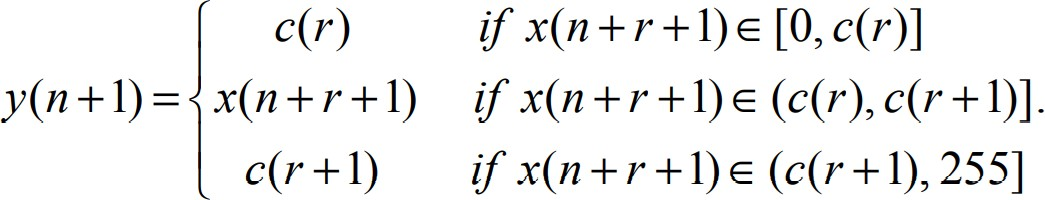 c(r) if x(n+r+1)∈[0,c(r)]
y(n+1)={x(n+r+1) if x(n+r+1)∈(c(r),c(r+1)].
c(r+1) if x(n+r+1)∈(c(r+1),255]